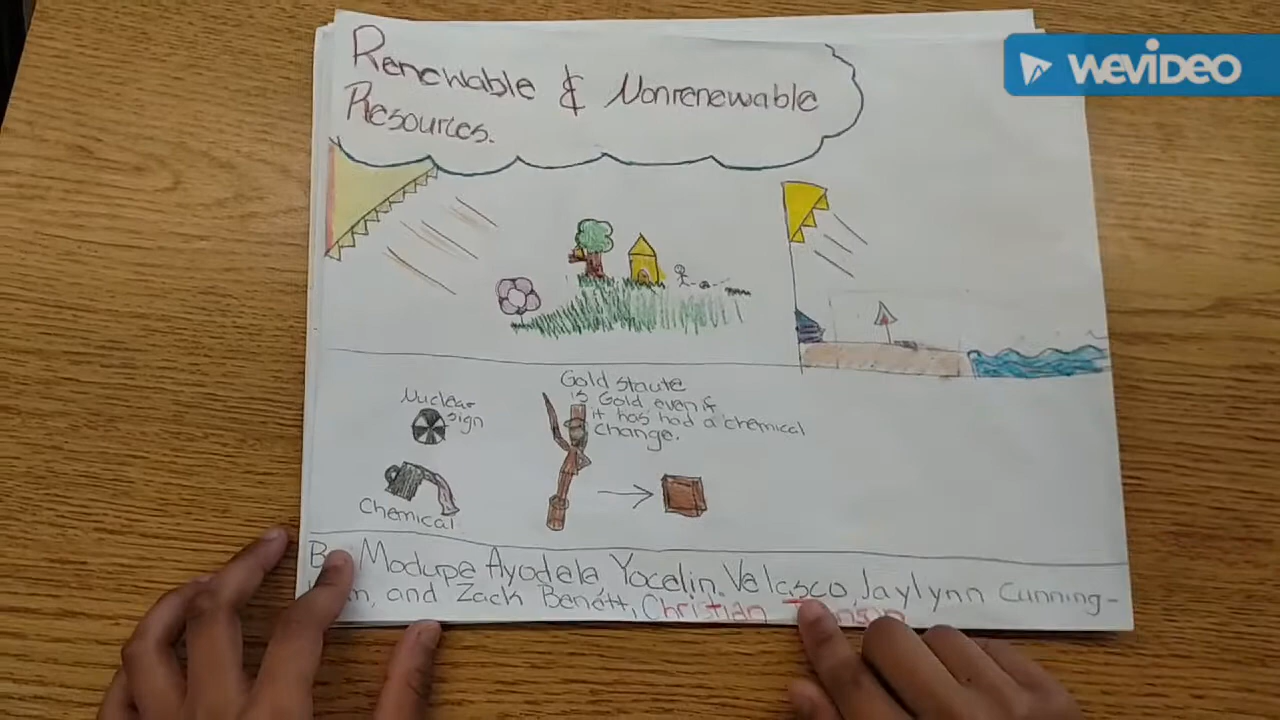 Renewable & Nonrenewable
Resources.
WEVIDEO
Nuclear
Sign
Chemical
Gold Staute
is Gold even if
it has had a chemical
change.
Modupe Ayodele, Yocelin. Velasco, Jaylynn Cunning-
and Zack Benett, Christian